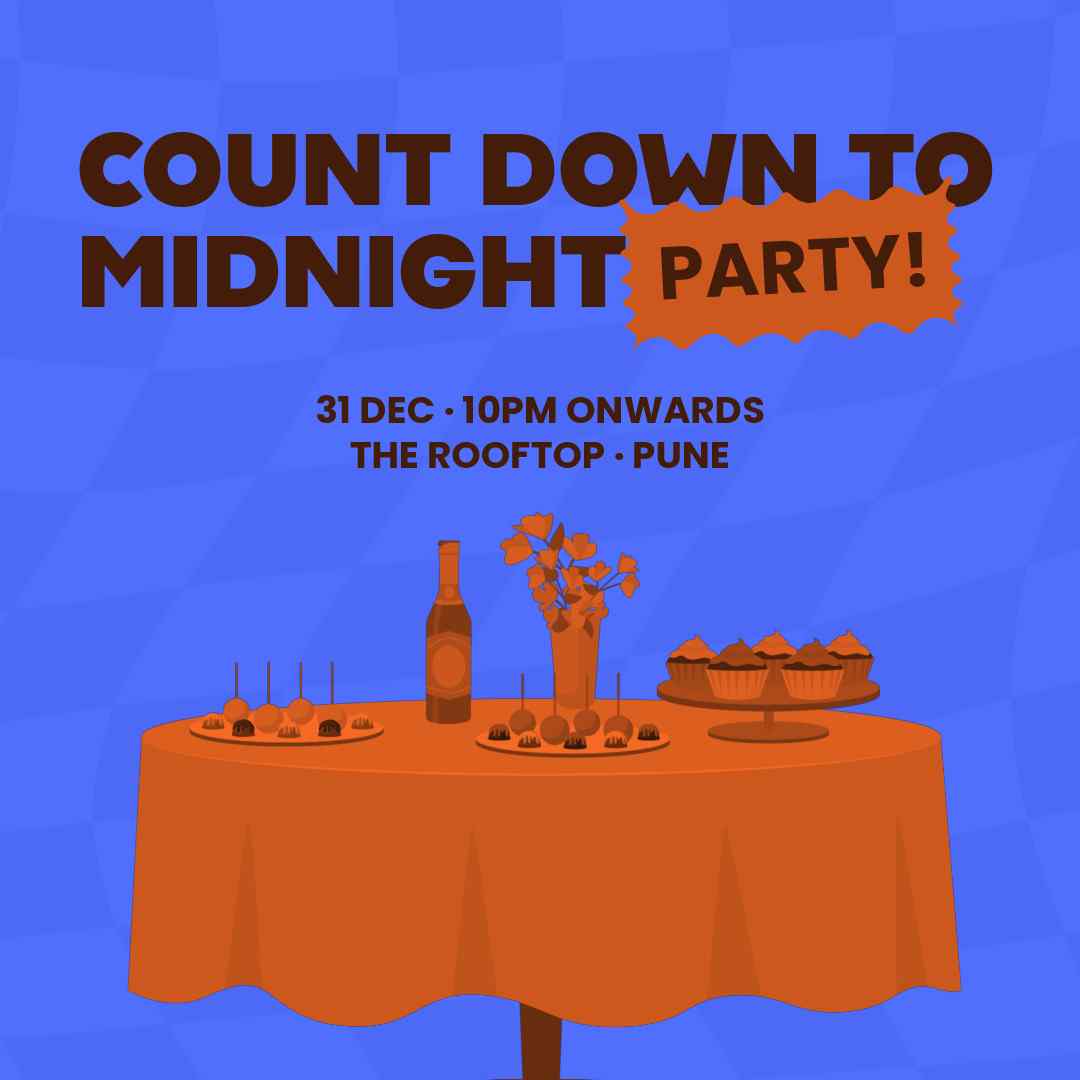 COUNT DOWN TO
MIDNIGHT PARTY!
31 DEC · 10PM ONWARDS
THE ROOFTOP · PUNE